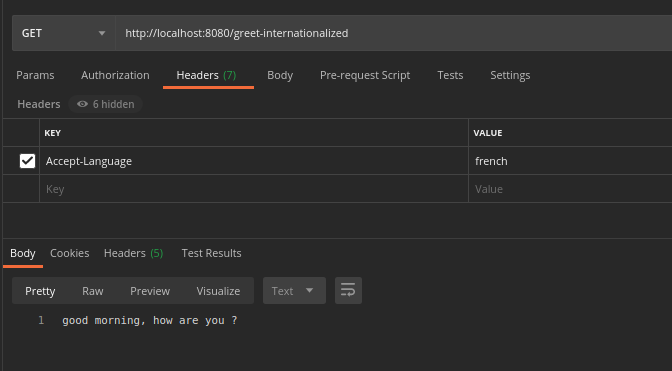 GET http://localhost:8080/greet-internationalized
Params Authorization Headers (7) Body Pre-request Script Tests Settings
Headers 6 hidden
KEY VALUE
Accept-Language french
Key Value
Body Cookies Headers (5) Test Results
Pretty Raw Preview Visualize Text
1 good morning, how are you ?